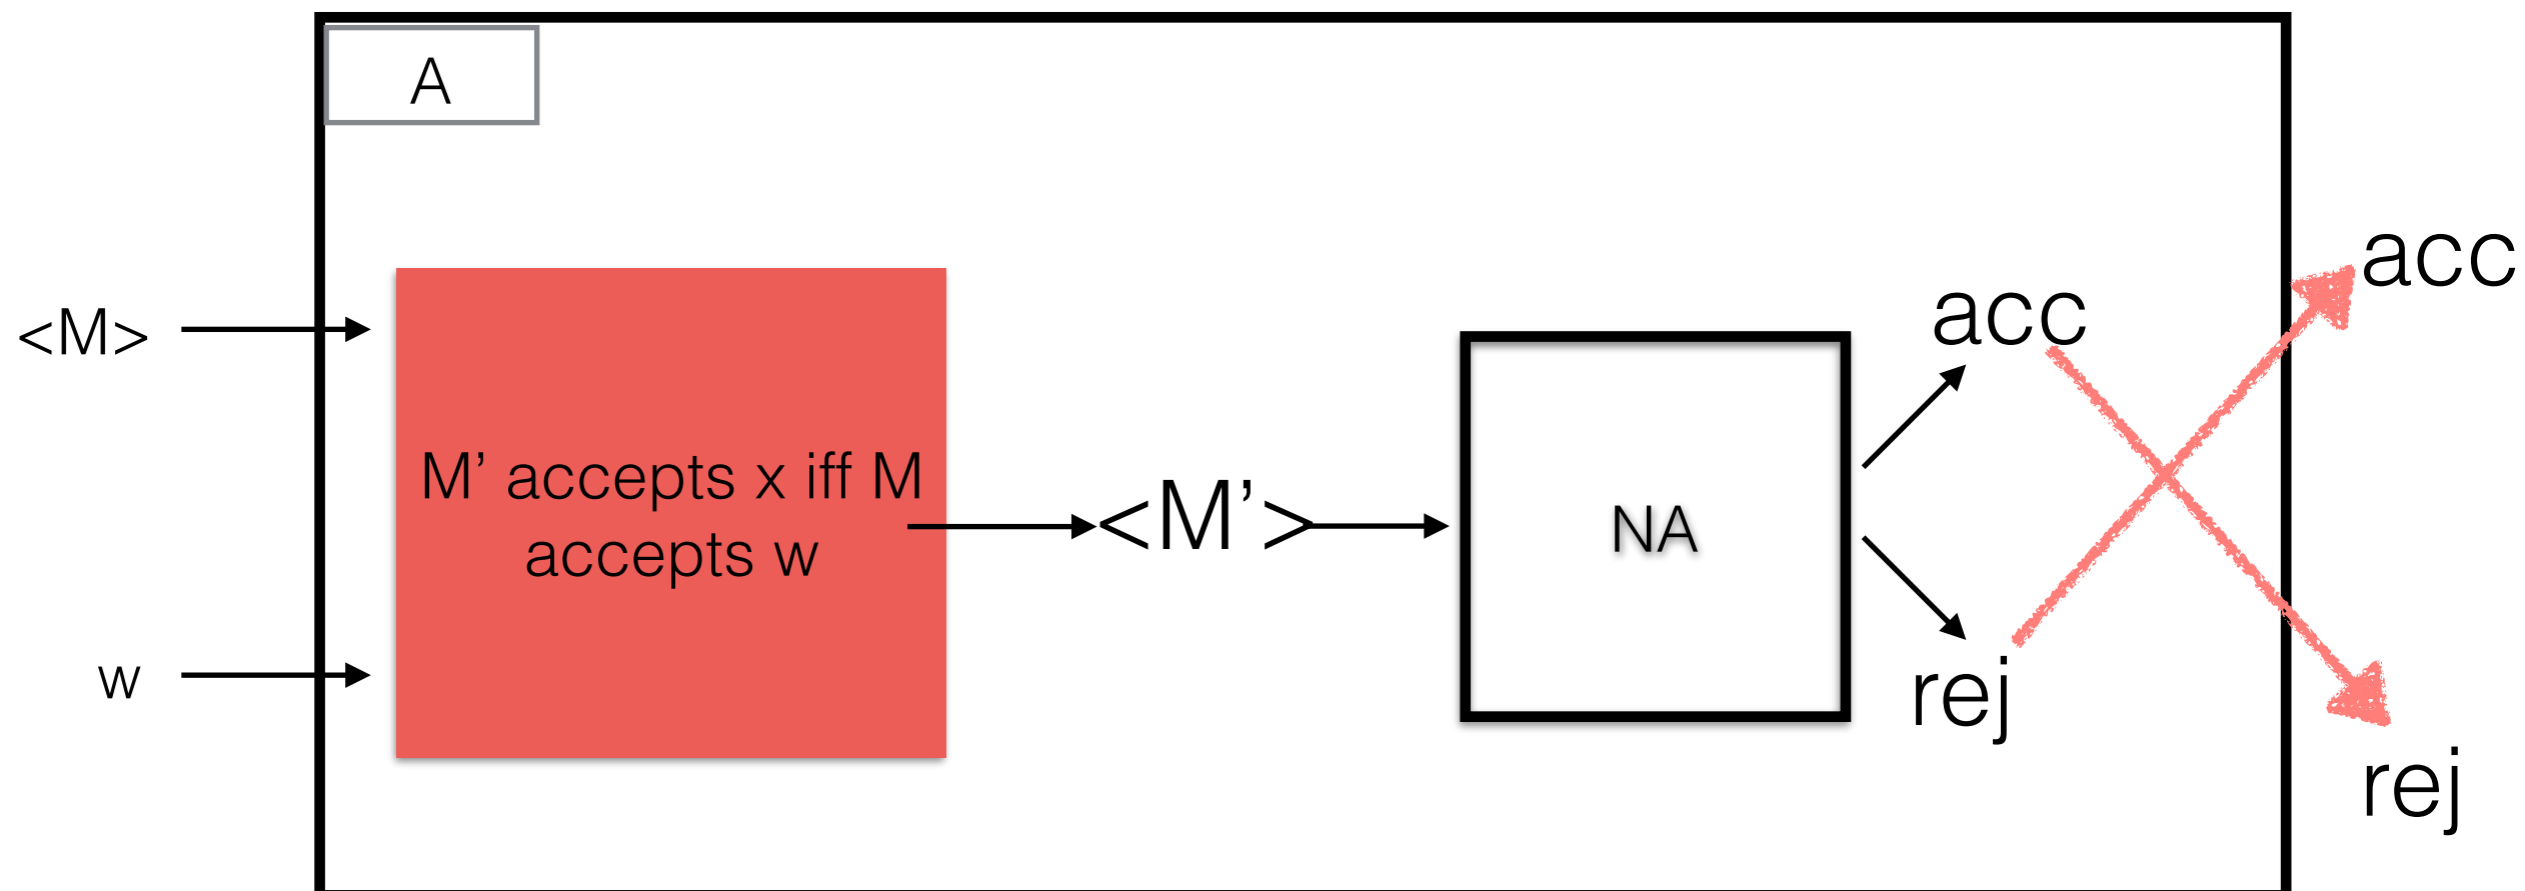 A
<M>
w
M’ accepts x iff M
accepts w
<M’>
NA
acc
rej
acc
rej